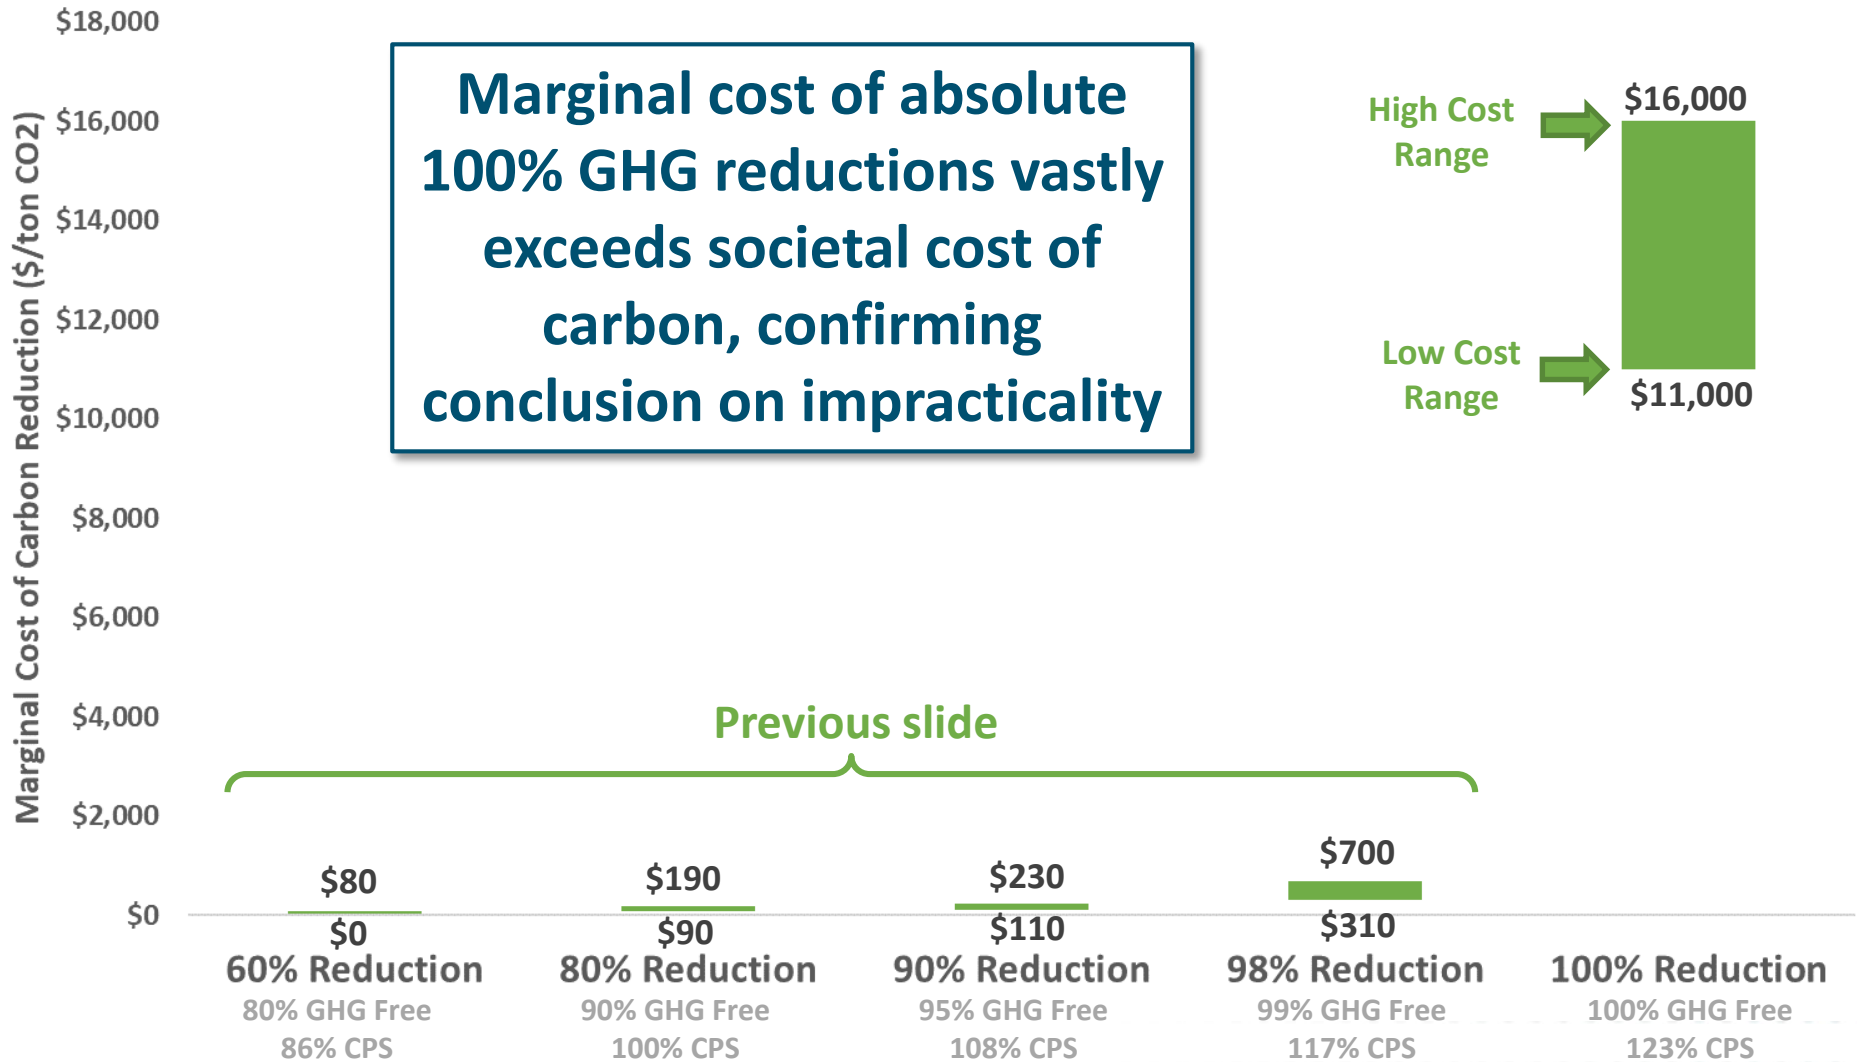 Marginal Cost of Carbon Reduction ($/ton CO2)
$18,000
$16,000
$14,000
$12,000
$10,000
$8,000
$6,000
$4,000
$2,000
$0
Marginal cost of absolute
100% GHG reductions vastly
exceeds societal cost of
carbon, confirming
conclusion on impracticality
High Cost
Range
$16,000
Low Cost
Range
$11,000
Previous slide
$80
$0
$190
$90
$230
$110
$700
$310
60% Reduction
80% GHG Free
86% CPS
80% Reduction
90% GHG Free
100% CPS
90% Reduction
95% GHG Free
108% CPS
98% Reduction
99% GHG Free
117% CPS
100% Reduction
100% GHG Free
123% CPS